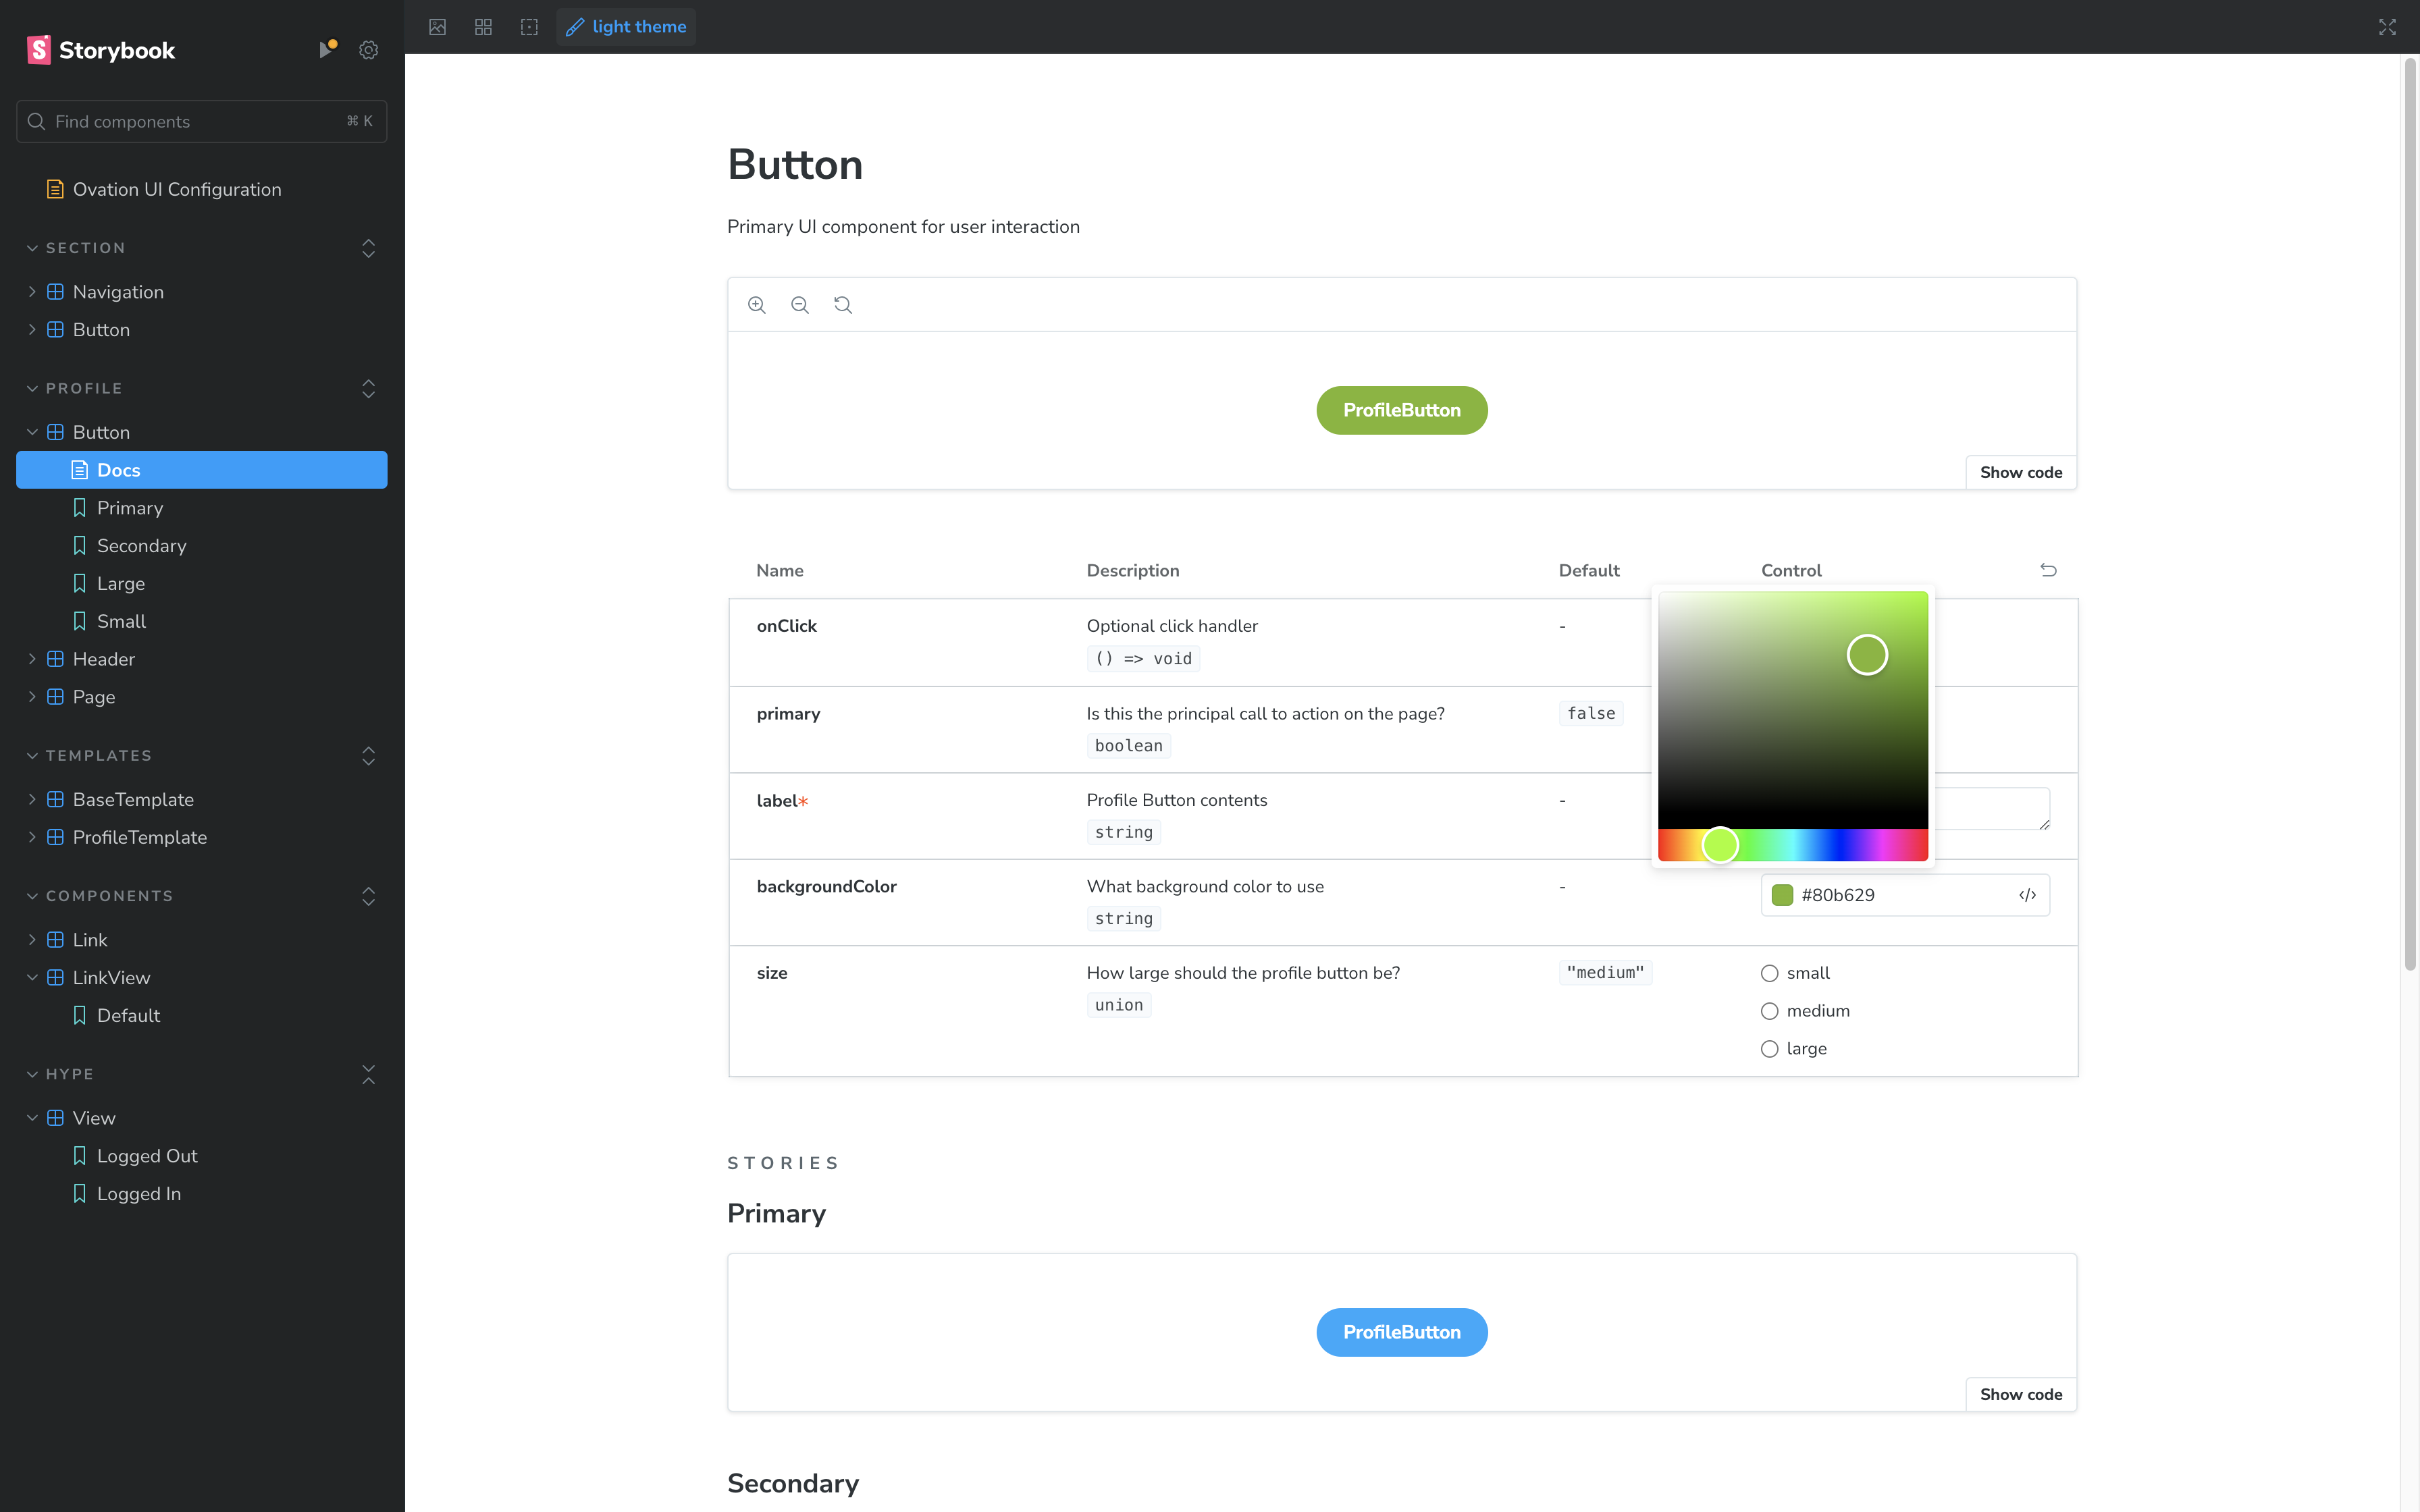 Storybook
Find components
⌘ K
Ovation UI Configuration
SECTION
Navigation
Button
PROFILE
Button
Docs
Primary
Secondary
Large
Small
Header
Page
TEMPLATES
BaseTemplate
ProfileTemplate
COMPONENTS
Link
LinkView
Default
HYPE
View
Logged Out
Logged In
light theme
Button
Primary UI component for user interaction
ProfileButton
Show code
Name Description Default Control
onClick Optional click handler -
() => void
primary Is this the principal call to action on the page? false
boolean
label* Profile Button contents -
string
backgroundColor What background color to use - #80b629
string
size How large should the profile button be? "medium" small
union medium
large
STORIES
Primary
ProfileButton
Show code
Secondary